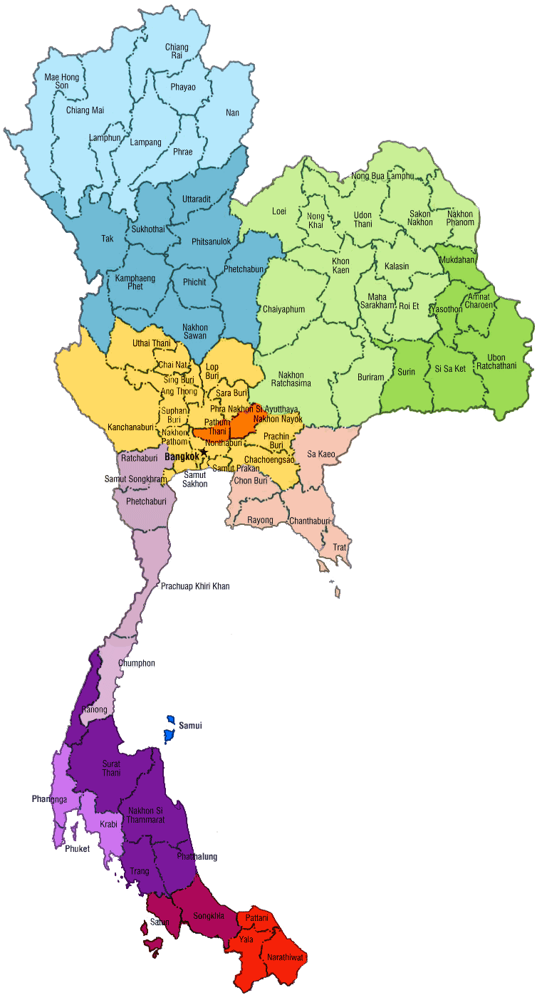 Chiang
Rai
Mae Hong
Son
Phayao
Chiang Mai
Nan
Lamphun
Lampang
Phrae
Nong Bua Lamphu
Uttaradit
Loei
Nong
Khai
Udon
Thani
Sakon
Nakhon
Nakhon
Phanom
Tak
Sukhothai
Phitsanulok
Phetchabun
Khon
Kaen
Kalasin
Mukdahan
Kamphaeng
Phet
Phichit
Chaiyaphum
Maha
Sarakham
Roi Et
Yasothon
Amnat
Charoen
Nakhon
Sawan
Uthai Thani
Chai Nat
Lop
Buri
Sing Buri
Ang Thong
Sara Buri
Nakhon
Ratchasima
Buriram
Surin
Si Sa Ket
Ubon
Ratchathani
Phra Nakhon Si Ayutthaya
Suphan
Buri
Nakhon Nayok
Kanchanaburi
Pathum
Thani
Nakhon
Pathom
Nonthaburi
Prachin
Buri
Ratchaburi
Bangkok
Chachoengsao
Sa Kaeo
Samut Prakan
Samut Songkhram
Samut
Sakhon
Chon Buri
Phetchaburi
Rayong
Chanthaburi
Trat
Prachuap Khiri Khan
Chumphon
Ranong
Samui
Surat
Thani
Phangnga
Nakhon Si
Thammarat
Krabi
Phuket
Phatthalung
Trang
Satun
Songkhla
Pattani
Yala
Narathiwat